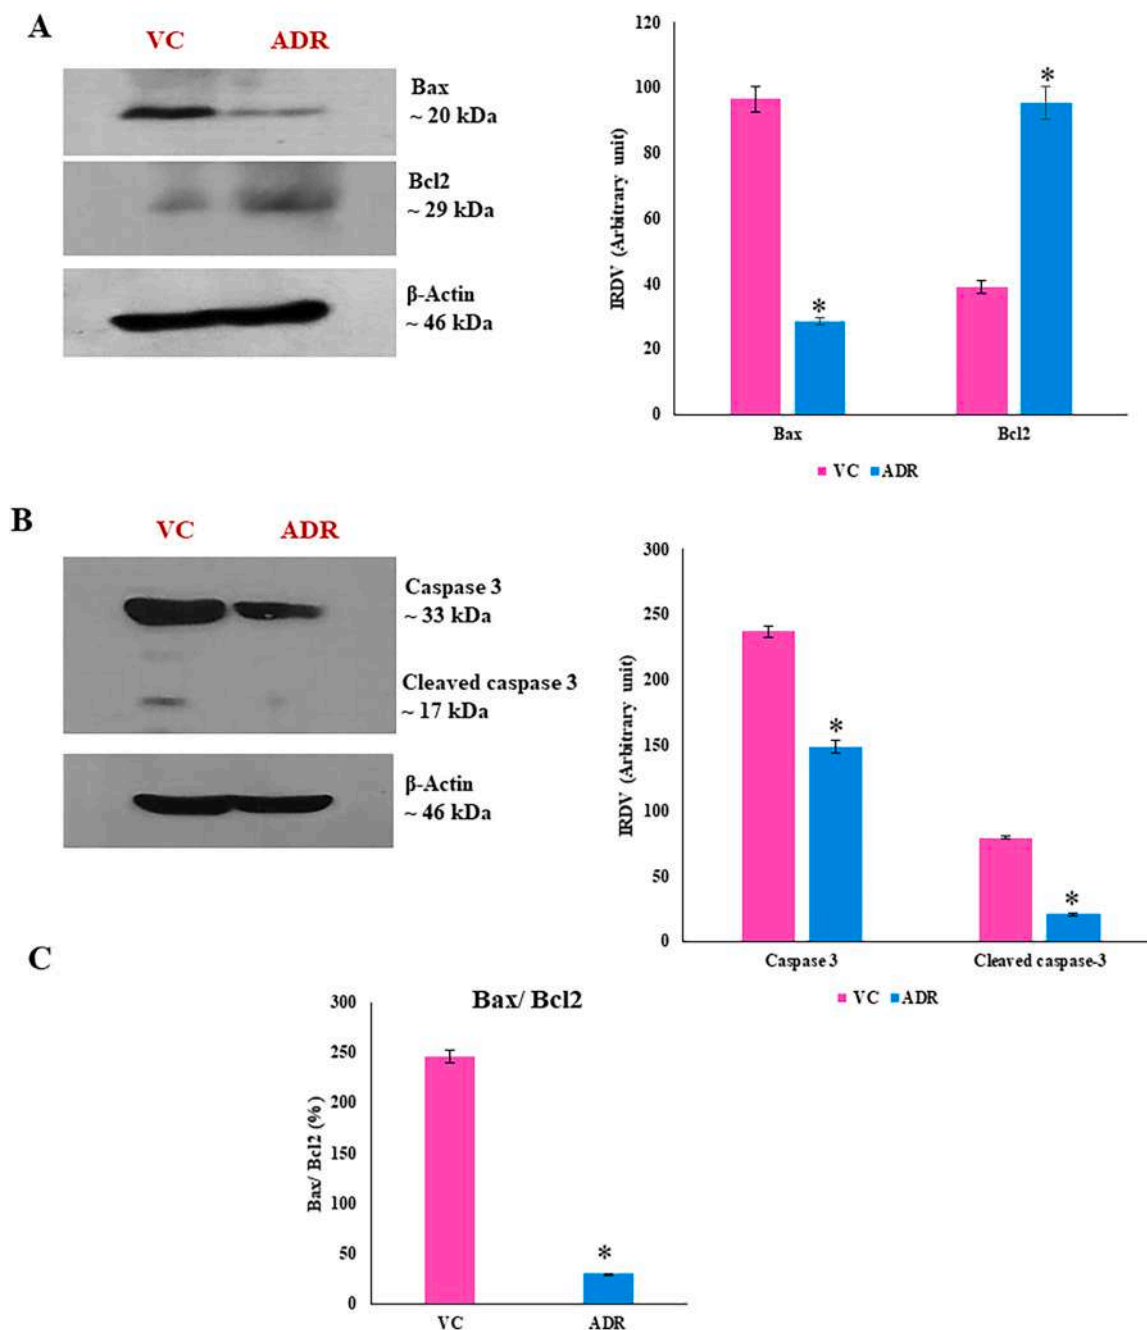 A
VC ADR
Bax
~ 20 kDa
Bcl2
~ 29 kDa
β-Actin
~ 46 kDa
120
100
80
60
40
20
0
IRDV (Arbitrary unit)
*
*
Bax Bcl2
VC ADR
B
VC ADR
Caspase 3
~ 33 kDa
Cleaved caspase 3
~ 17 kDa
β-Actin
~ 46 kDa
300
250
200
150
100
50
0
IRDV (Arbitrary unit)
*
*
Caspase 3 Cleaved caspase-3
VC ADR
C
Bax/ Bcl2
300
250
200
150
100
50
0
Bax/ Bcl2 (%)
*
VC ADR